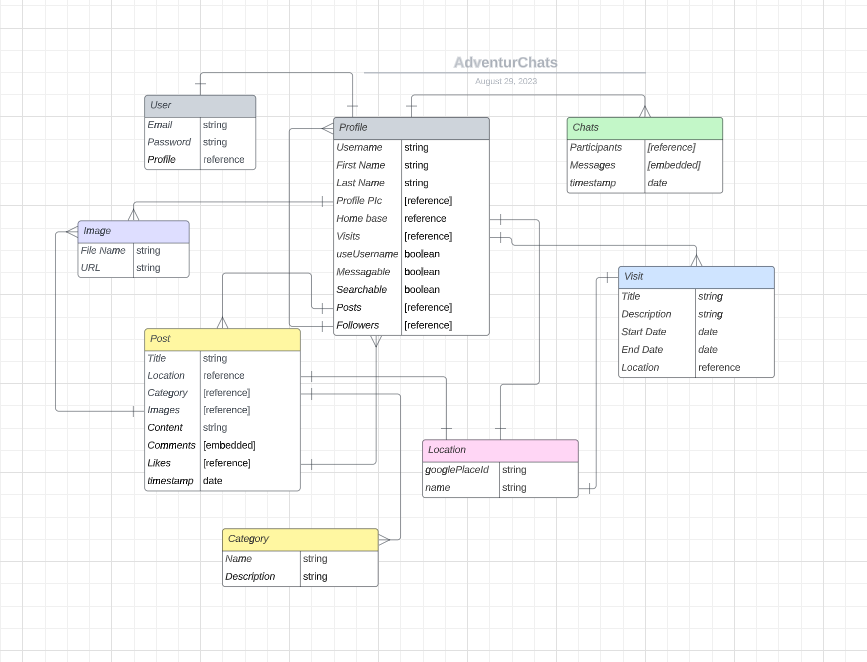 AdventurChats
August 29, 2023
User
Email string
Password string
Profile reference
Profile
Username string
First Name string
Last Name string
Profile PIc [reference]
Home base reference
Visits [reference]
useUsername boolean
Messagable boolean
Searchable boolean
Posts [reference]
Followers [reference]
Chats
Participants [reference]
Messages [embedded]
timestamp date
Image
File Name string
URL string
Visit
Title string
Description string
Start Date date
End Date date
Location reference
Post
Title string
Location reference
Category [reference]
Images [reference]
Content string
Comments [embedded]
Likes [reference]
timestamp date
Location
googlePlaceId string
name string
Category
Name string
Description string